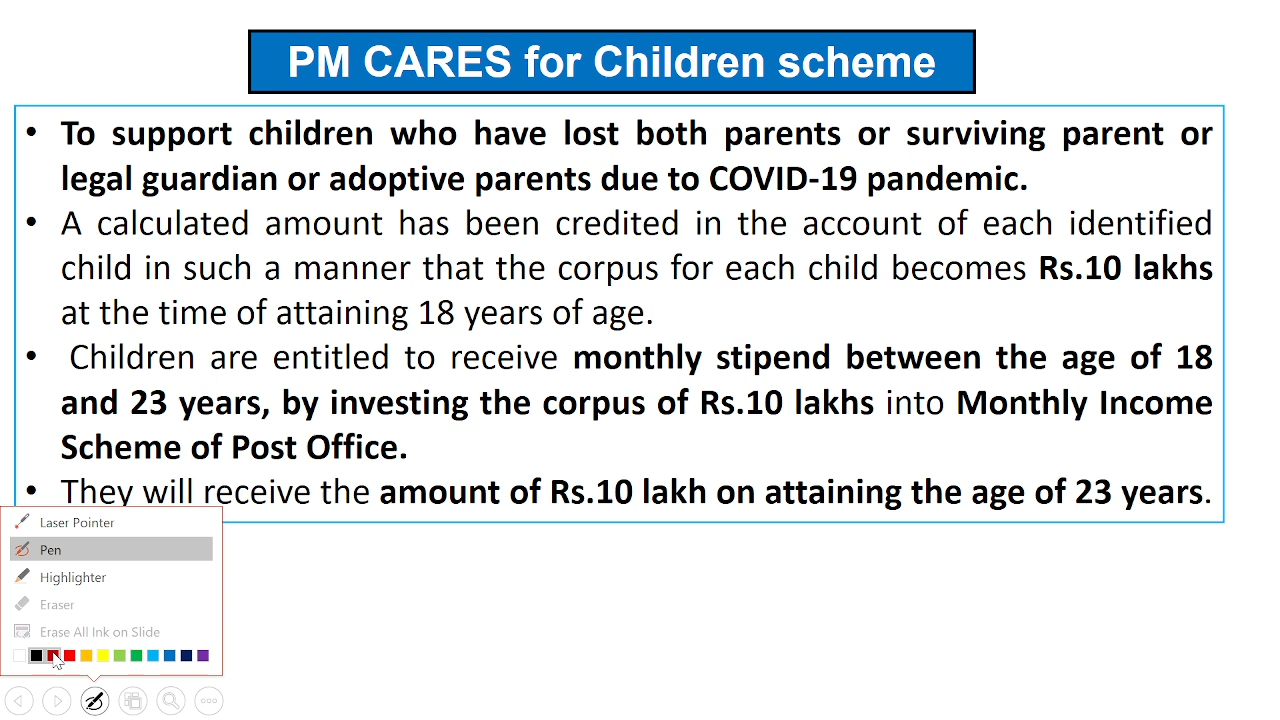 PM CARES for Children scheme
• To support children who have lost both parents or surviving parent or
legal guardian or adoptive parents due to COVID-19 pandemic.
• A calculated amount has been credited in the account of each identified
child in such a manner that the corpus for each child becomes Rs.10 lakhs
at the time of attaining 18 years of age.
• Children are entitled to receive monthly stipend between the age of 18
and 23 years, by investing the corpus of Rs.10 lakhs into Monthly Income
Scheme of Post Office.
• They will receive the amount of Rs.10 lakh on attaining the age of 23 years.
Laser Pointer
Pen
Highlighter
Eraser
Erase All Ink on Slide